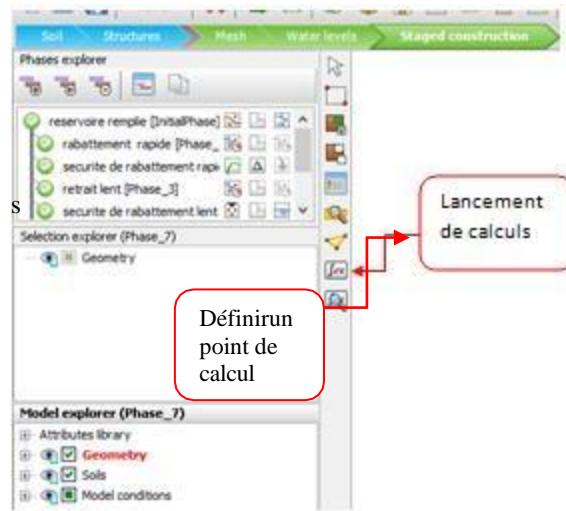 Soil Structures Mesh Water levels Staged construction
Phases explorer
reservoire remplie [InitialPhase]
rabattement rapide [Phase_
securite de rabattement rapi
retrait lent [Phase_3]
s
securite de rabattement lent
Selection explorer (Phase_7)
Geometry
Lancement
de calculs
Définirun
point de
calcul
Model explorer (Phase_7)
Attributes library
Geometry
Soils
Model conditions